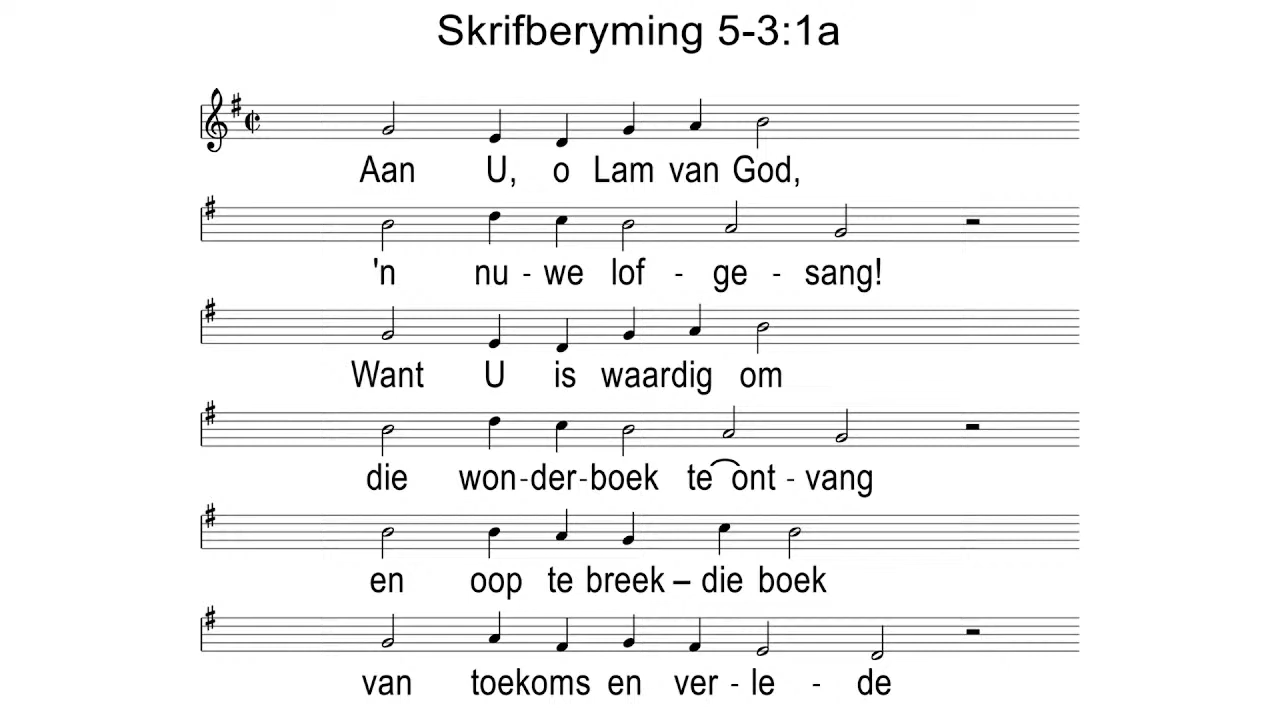 Skrifberyming 5-3:1a
Aan U, o Lam van God,
'n nu - we lof - ge - sang!
Want U is waardig om
die won-der-boek te ont - vang
en oop te breek – die boek
van toekoms en ver - le - de